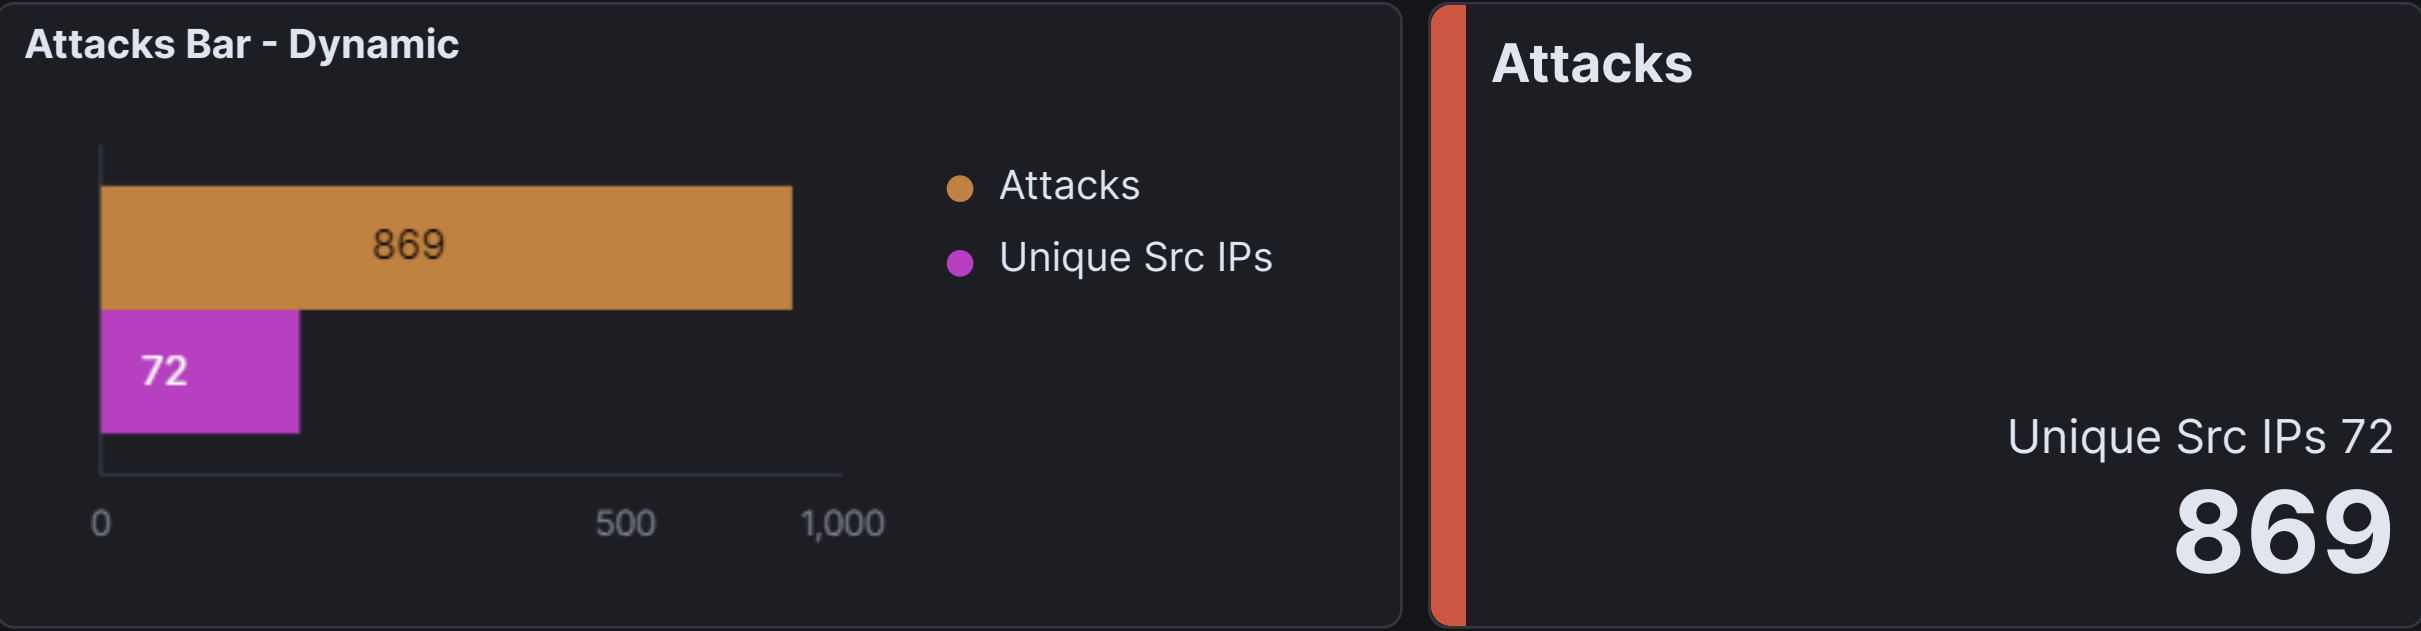 Attacks Bar - Dynamic
869
72
0
500
1,000
Attacks
Unique Src IPs
Attacks
Unique Src IPs 72
869